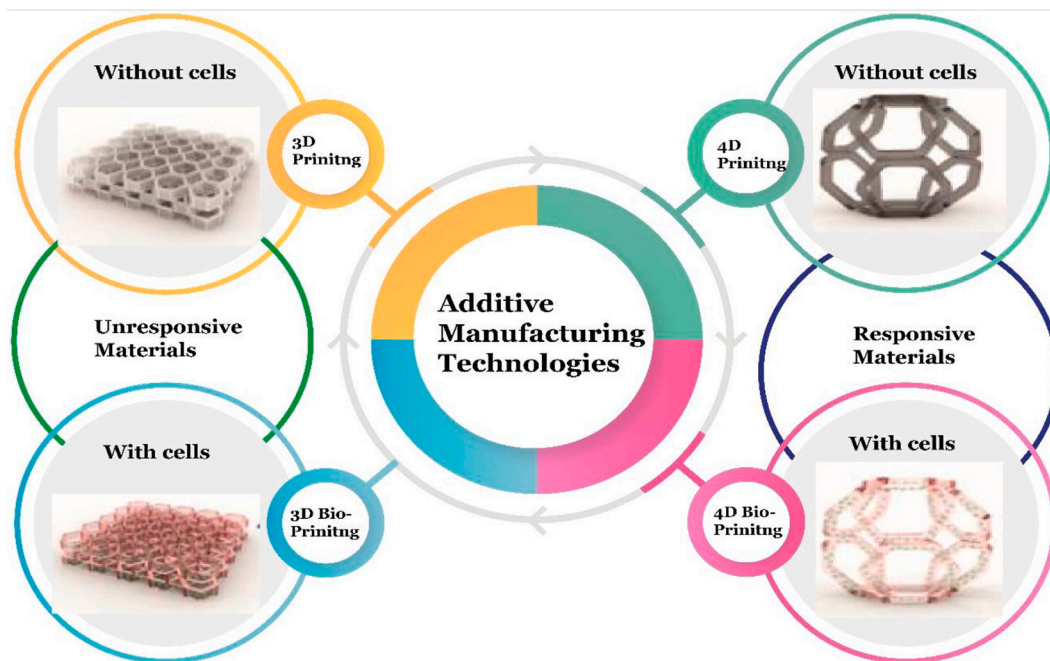 Without cells
3D
Prinitng
Unresponsive
Materials
With cells
3D Bio-
Prinitng
Additive
Manufacturing
Technologies
Without cells
4D
Prinitng
Responsive
Materials
With cells
4D Bio-
Prinitng